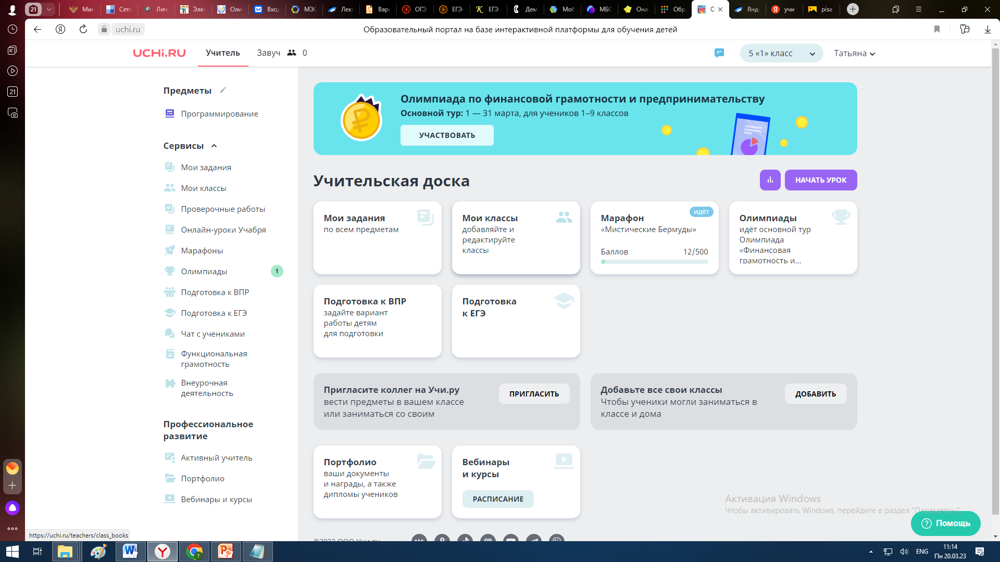 21
Мин
Сете
Личн
Элек
Оли
Вход
МЭС
Лекц
Вари
ОГЭ
ЕГЭ-
ЕГЭ
Дем
Моб
МБО
Онл
Обр
С
Янд
учи
pisa
uchi.ru
Образовательный портал на базе интерактивной платформы для обучения детей
21
UCHi.RU
Учитель
Завуч
0
5 «1» класс
Татьяна
Предметы
Программирование
Сервисы
Мои задания
Мои классы
Проверочные работы
Онлайн-уроки Учабря
Марафоны
Олимпиады
1
Подготовка к ВПР
Подготовка к ЕГЭ
Чат с учениками
Функциональная
грамотность
Внеурочная
деятельность
Профессиональное
развитие
Активный учитель
Портфолио
Вебинары и курсы
Олимпиада по финансовой грамотности и предпринимательству
Основной тур: 1 — 31 марта, для учеников 1–9 классов
УЧАСТВОВАТЬ
Учительская доска
НАЧАТЬ УРОК
Мои задания
по всем предметам
Мои классы
добавляйте и
редактируйте
классы
Марафон
идёт
«Мистические Бермуды»
Баллов 12/500
Олимпиады
идёт основной тур
Олимпиада
«Финансовая
грамотность и...
Подготовка к ВПР
задайте вариант
работы детям
для подготовки
Подготовка
к ЕГЭ
Пригласите коллег на Учи.ру
вести предметы в вашем классе
или заниматься со своим
ПРИГЛАСИТЬ
Добавьте все свои классы
Чтобы ученики могли заниматься в
классе и дома
ДОБАВИТЬ
Портфолио
ваши документы
и награды, а также
дипломы учеников
Вебинары
и курсы
РАСПИСАНИЕ
Активация Windows
Чтобы активировать Windows, перейдите в раздел "Параметры".
Помощь
https://uchi.ru/teachers/class_books
©2023 ООО Учи.ру
ENG
11:14
Пн 20.03.23